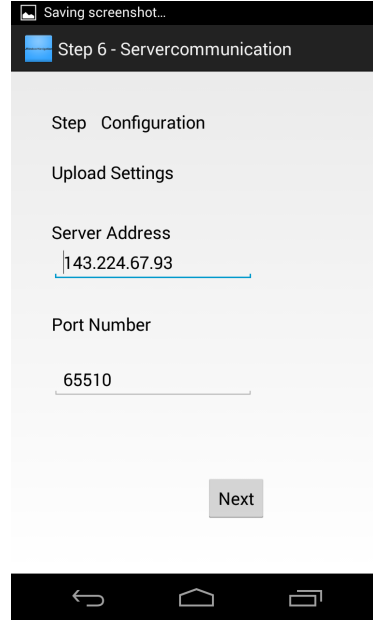 Saving screenshot...
Step 6 - Servercommunication
Step Configuration
Upload Settings
Server Address
143.224.67.93
Port Number
65510
Next